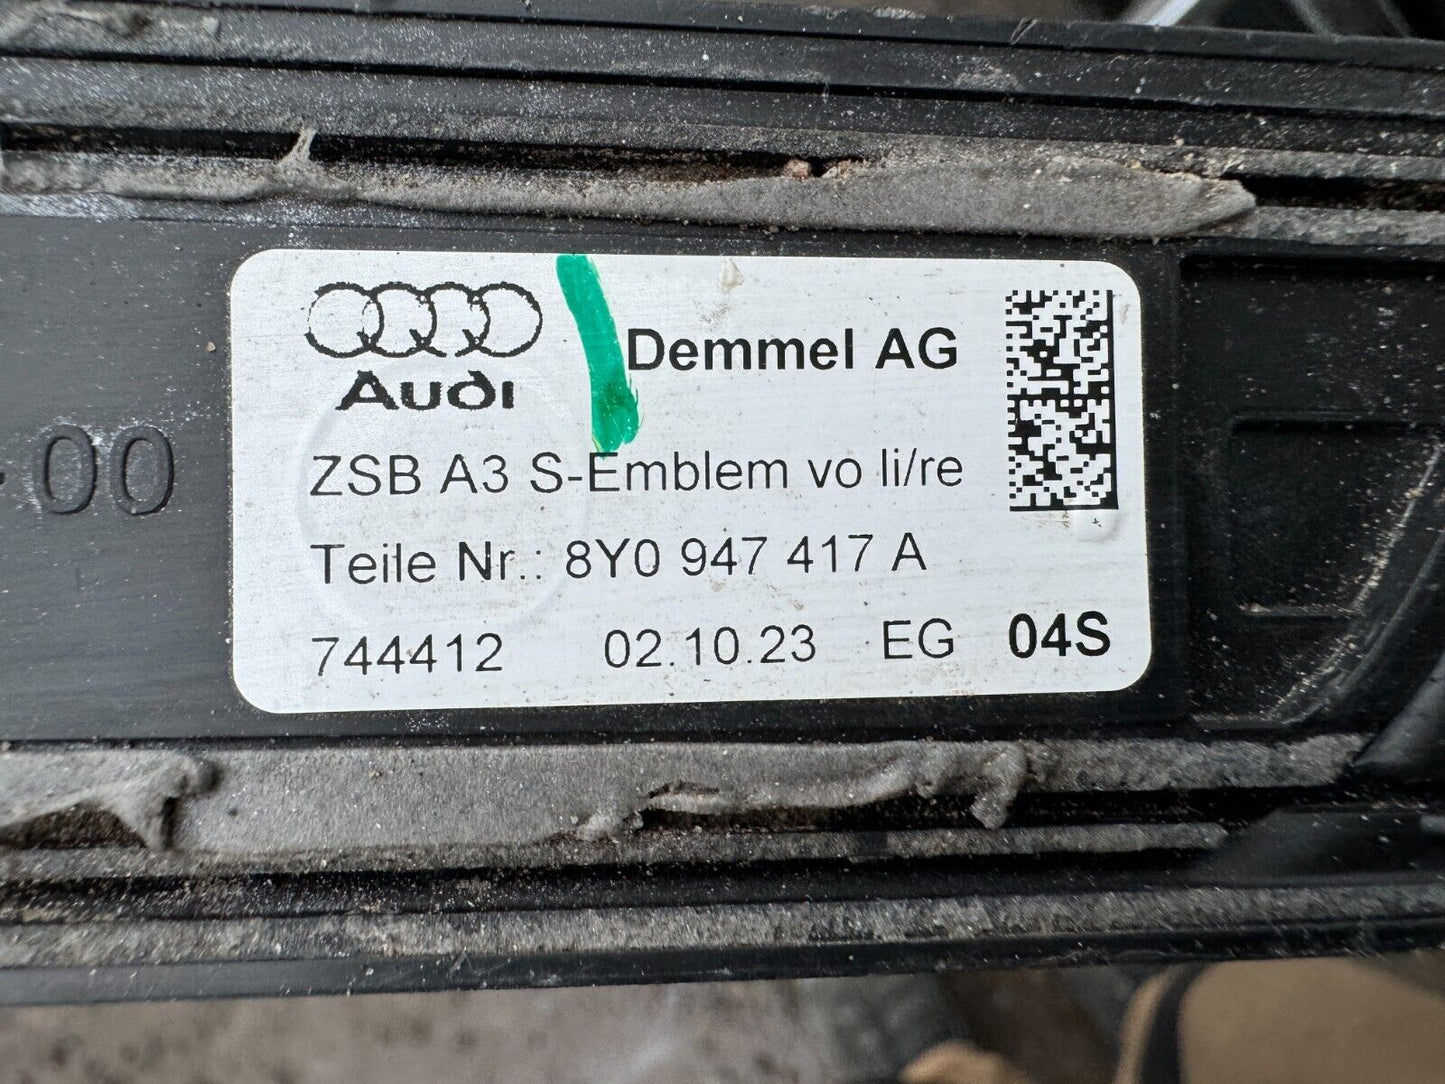 Audi
Demmel AG
ZSB A3 S-Emblem vo li/re
Teile Nr.: 8Y0 947 417 A
744412 02.10.23 EG 04S
00